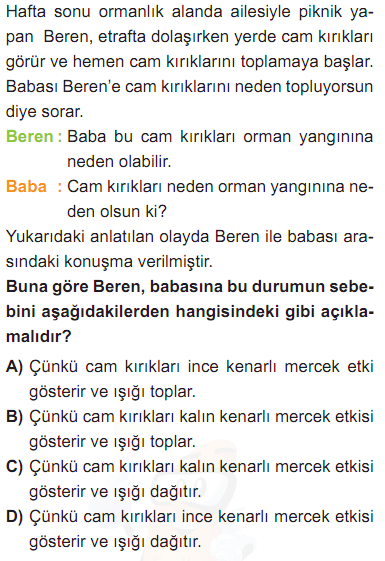 Hafta sonu ormanlık alanda ailesiyle piknik ya-
pan Beren, etrafta dolaşırken yerde cam kırıkları
görür ve hemen cam kırıklarını toplamaya başlar.
Babası Beren'e cam kırıklarını neden topluyorsun
diye sorar.
Beren : Baba bu cam kırıkları orman yangınına
neden olabilir.
Baba : Cam kırıkları neden orman yangınına ne-
den olsun ki?
Yukarıdaki anlatılan olayda Beren ile babası ara-
sındaki konuşma verilmiştir.
Buna göre Beren, babasına bu durumun sebe-
bini aşağıdakilerden hangisindeki gibi açıkla-
malıdır?
A) Çünkü cam kırıkları ince kenarlı mercek etki
gösterir ve ışığı toplar.
B) Çünkü cam kırıkları kalın kenarlı mercek etkisi
gösterir ve ışığı toplar.
C) Çünkü cam kırıkları kalın kenarlı mercek etkisi
gösterir ve ışığı dağıtır.
D) Çünkü cam kırıkları ince kenarlı mercek etkisi
gösterir ve ışığı dağıtır.